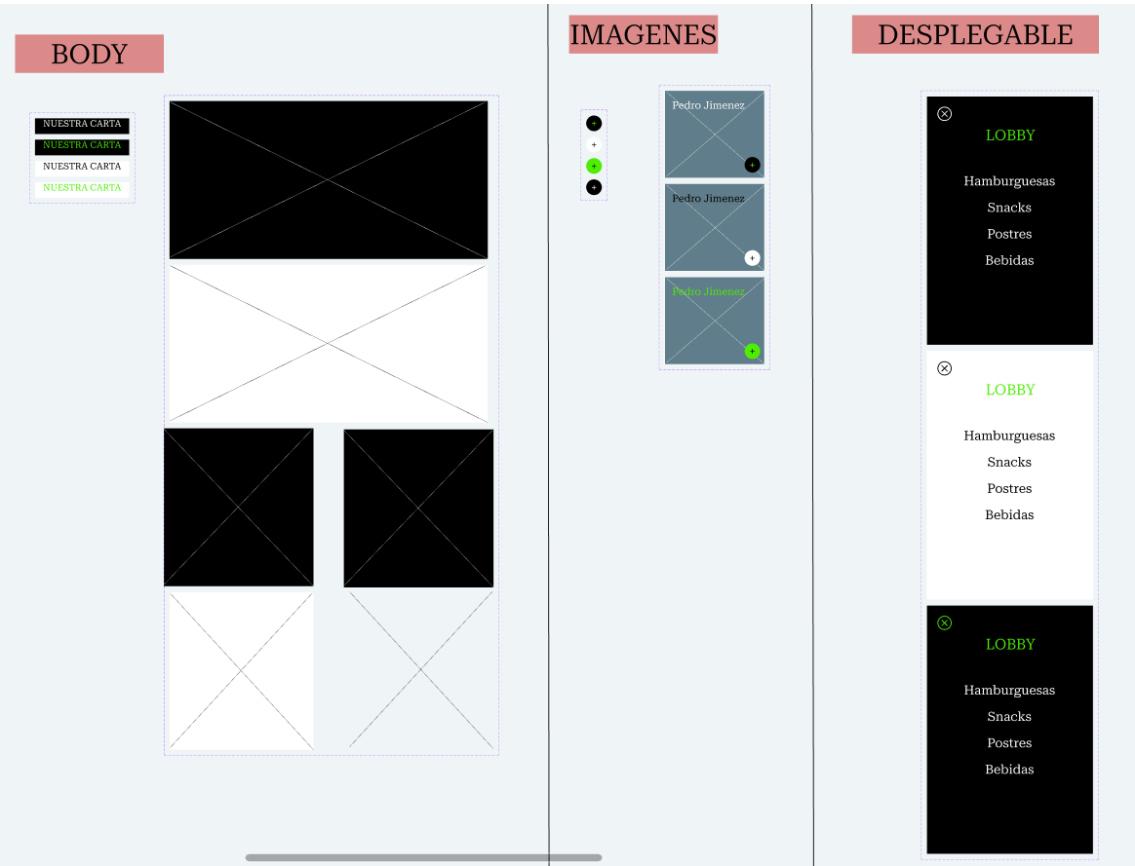 BODY
NUESTRA CARTA
NUESTRA CARTA
NUESTRA CARTA
NUESTRA CARTA
IMAGENES
+
+
+
+
Pedro Jimenez
+
Pedro Jimenez
+
Pedro Jimenez
+
DESPLEGABLE
LOBBY
Hamburguesas
Snacks
Postres
Bebidas
LOBBY
Hamburguesas
Snacks
Postres
Bebidas
LOBBY
Hamburguesas
Snacks
Postres
Bebidas